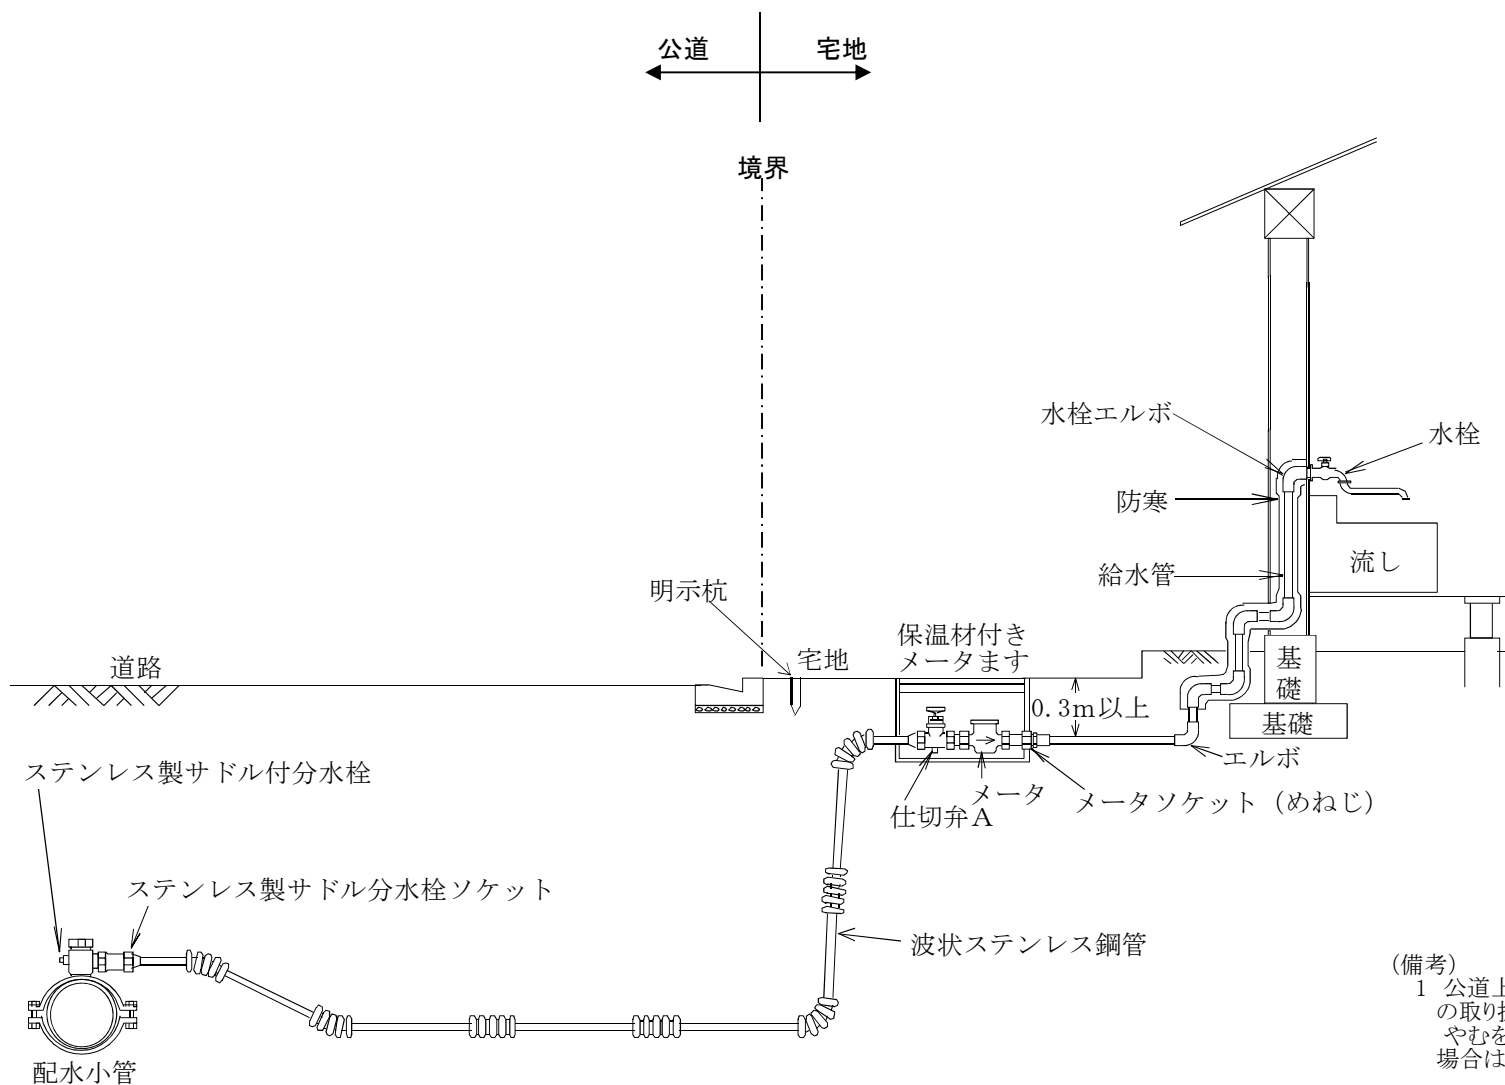 公道
宅地
境界
水栓エルボ
水栓
防寒
給水管
流し
明示杭
保温材付き
メータます
道路
宅地
基礎
0.3m以上
基礎
エルボ
ステンレス製サドル付分水栓
メータ
メータソケット（めねじ）
仕切弁A
ステンレス製サドル分水栓ソケット
波状ステンレス鋼管
配水小管
(備考)
1 公道上
の取り
やむを
場合は